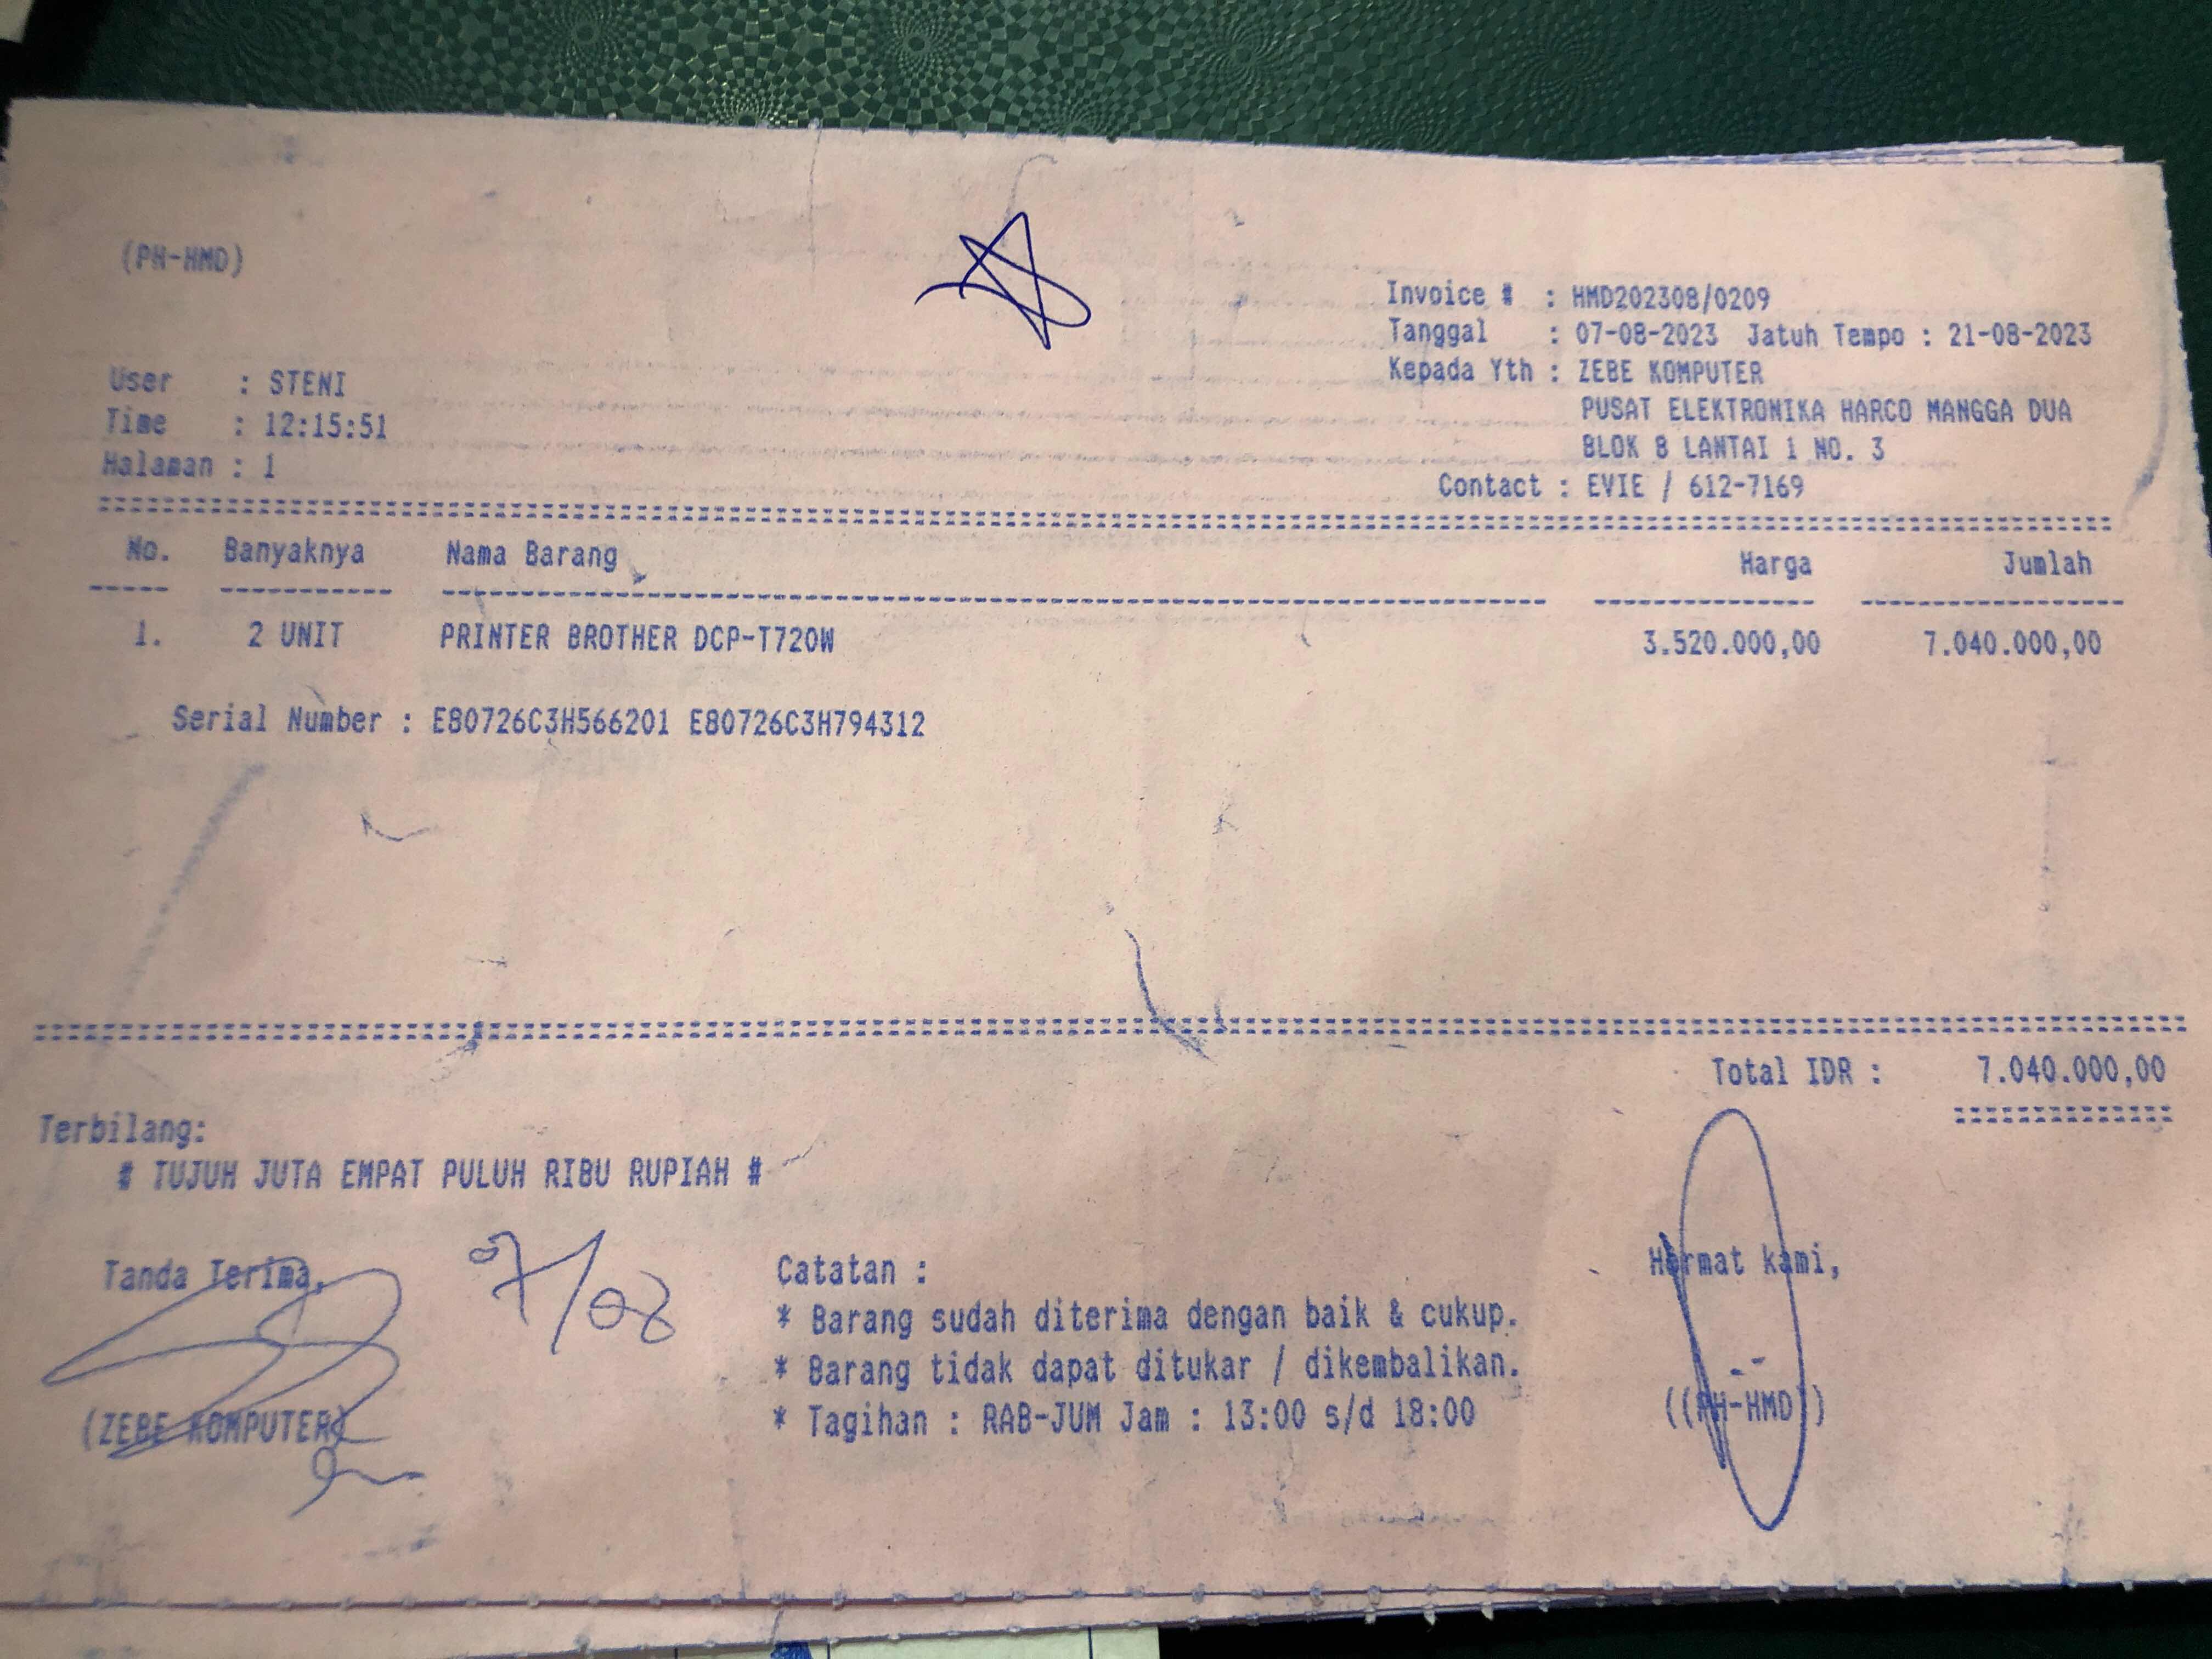 (PH-HMD)
Invoice # : HMD202308/0209
Tanggal : 07-08-2023 Jatuh Tempo : 21-08-2023
Kepada Yth : ZEBE KOMPUTER
PUSAT ELEKTRONIKA HARCO MANGGA DUA
BLOK B LANTAI 1 NO. 3
Contact : EVIE / 612-7169
User : STENI
Time : 12:15:51
Halaman : 1
No. Banyaknya Nama Barang Harga Jumlah
1. 2 UNIT PRINTER BROTHER DCP-T720W 3.520.000,00 7.040.000,00
Serial Number : E80726C3H566201 E80726C3H794312
Total IDR : 7.040.000,00
Terbilang:
# TUJUH JUTA EMPAT PULUH RIBU RUPIAH #
Tanda Terima,
07/08
(ZEBE KOMPUTER)
Catatan :
* Barang sudah diterima dengan baik & cukup.
* Barang tidak dapat ditukar / dikembalikan.
* Tagihan : RAB-JUM Jam : 13:00 s/d 18:00
Hormat kami,
((PH-HMD))